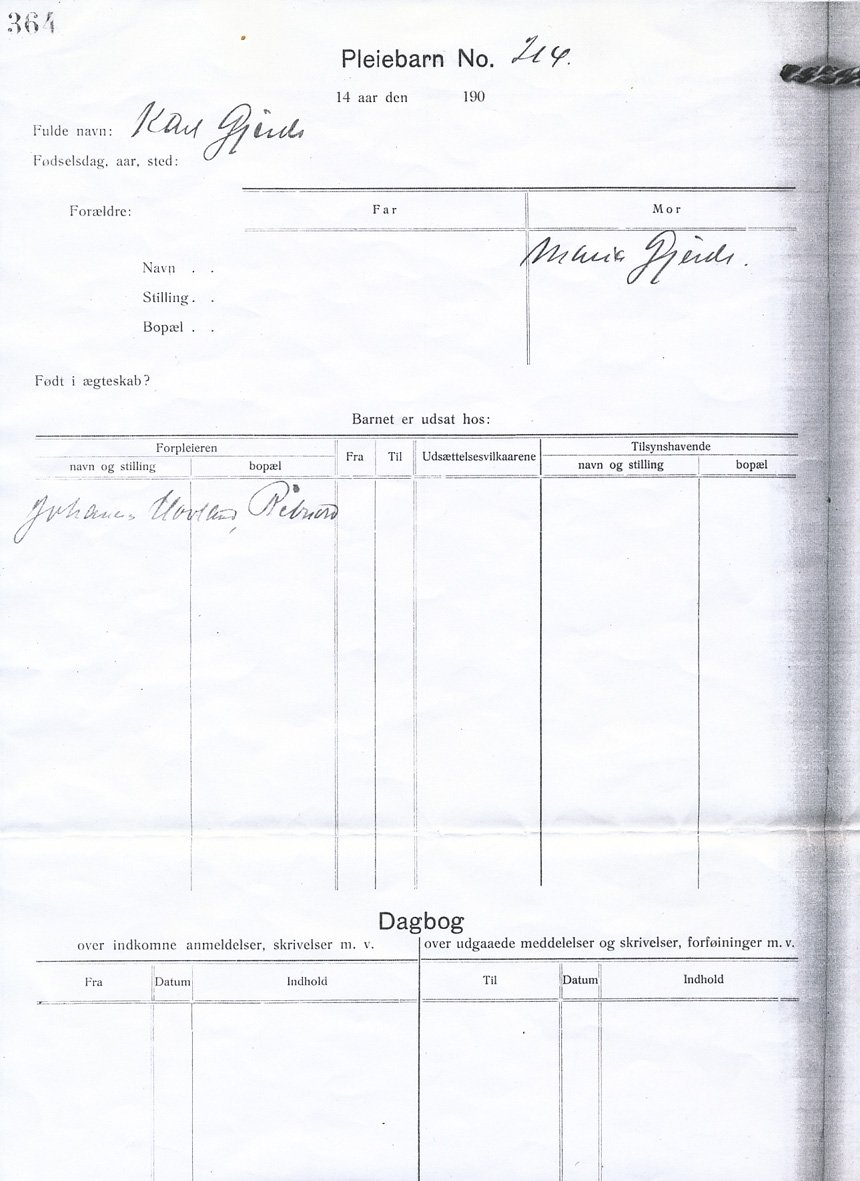 364
Pleiebarn No. 214.
14 aar den 190
Fulde navn: Karl Gjerde
Fødselsdag, aar, sted:
Forældre: Far Mor
Navn . . Maria Gjerde.
Stilling . .
Bopæl . .
Født i ægteskab?
Barnet er udsat hos:
Forpleieren Fra Til Udsættelsesvilkaarene Tilsynshavende
navn og stilling bopæl navn og stilling bopæl
Johannes Hovland,
Dagbog
over indkomne anmeldelser, skrivelser m. v. over udgaaede meddelelser og skrivelser, forføininger m. v.
Fra Datum Indhold Til Datum Indhold